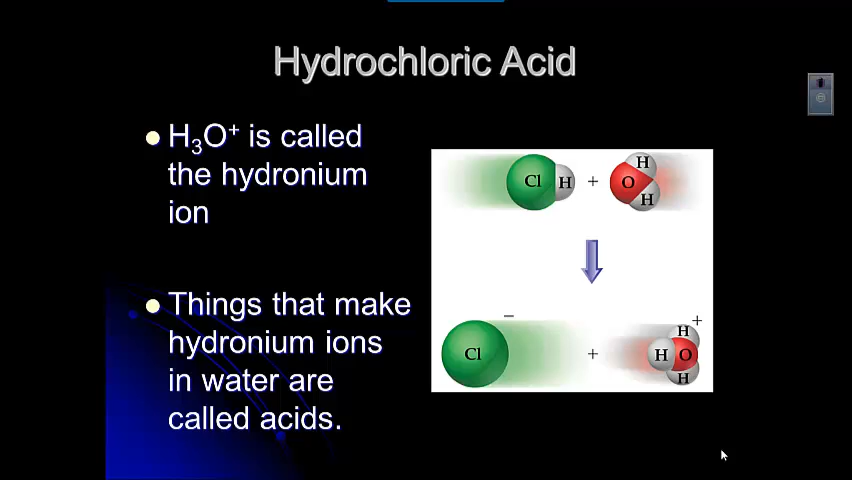 Hydrochloric Acid
H₃O⁺ is called
the hydronium
ion
Things that make
hydronium ions
in water are
called acids.
Cl H + O H H
− +
Cl + H H O H